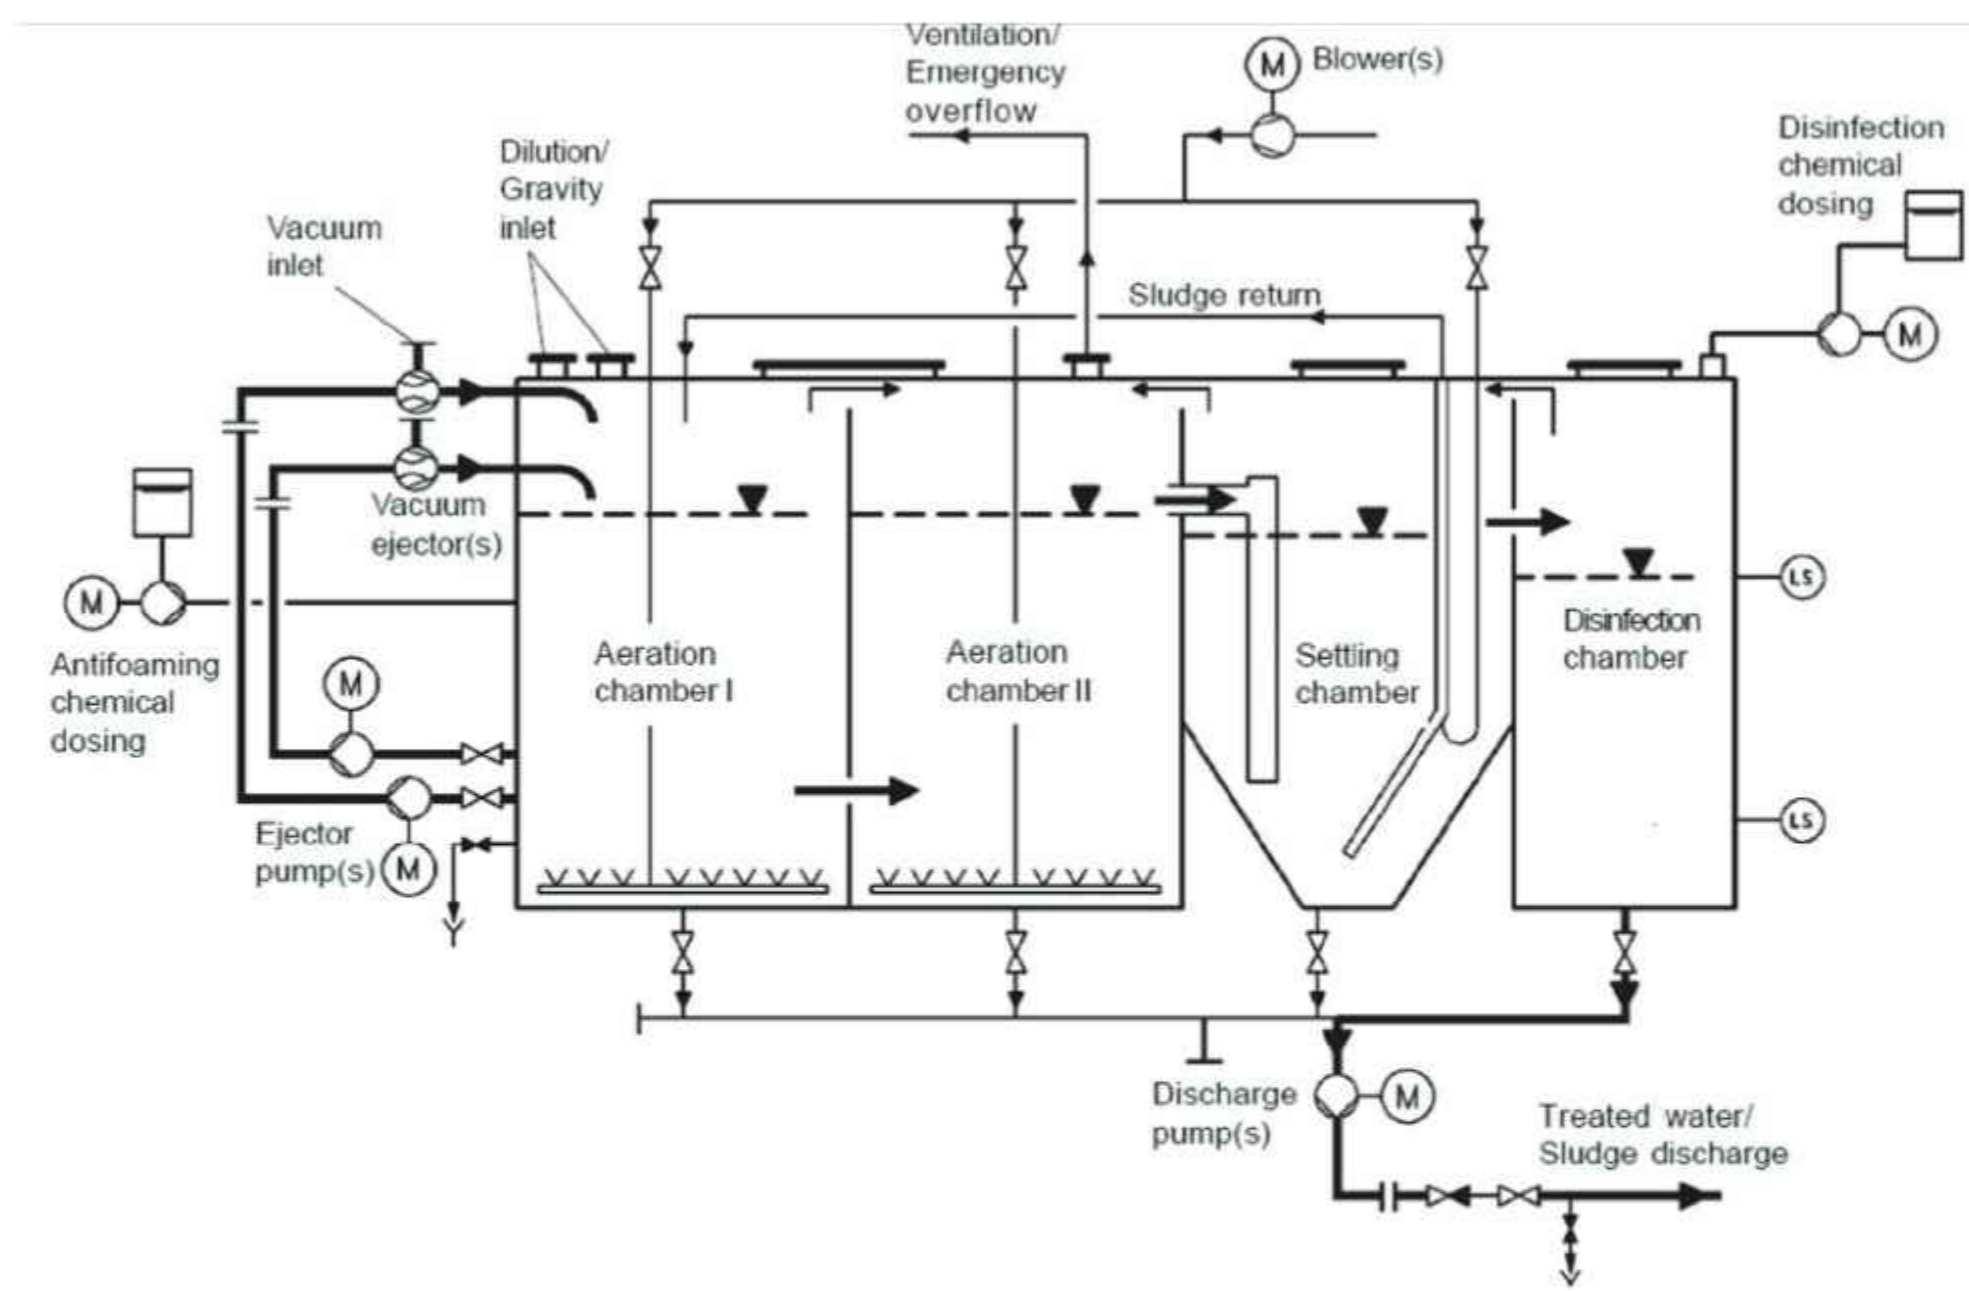 Ventilation/
Emergency
overflow
M
Blower(s)
Disinfection
chemical
dosing
M
Dilution/
Gravity
inlet
Vacuum
inlet
Sludge return
Vacuum
ejector(s)
M
Antifoaming
chemical
dosing
M
Ejector
pump(s)
M
Aeration
chamber I
Aeration
chamber II
Settling
chamber
Disinfection
chamber
LS
LS
Discharge
pump(s)
M
Treated water/
Sludge discharge